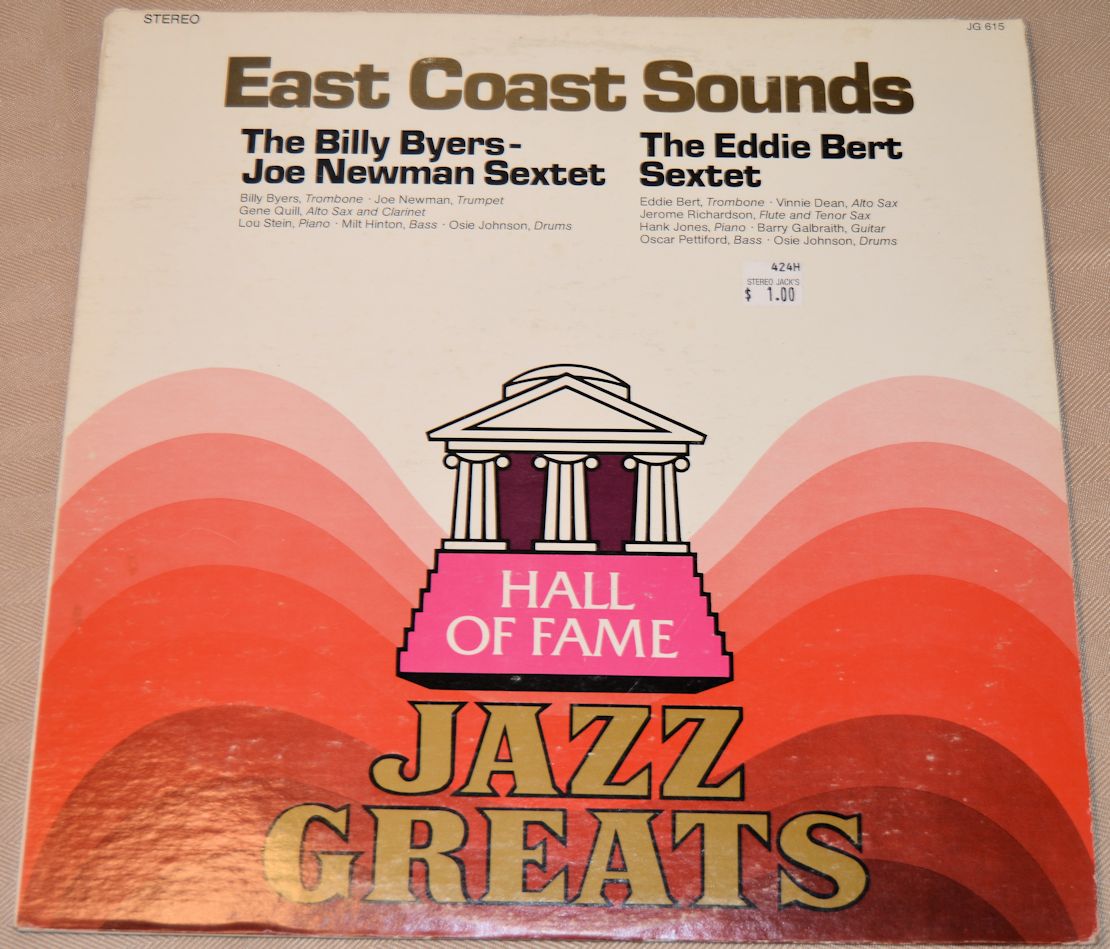 STEREO
JG 615
East Coast Sounds
The Billy Byers-
Joe Newman Sextet
Billy Byers, Trombone · Joe Newman, Trumpet
Gene Quill, Alto Sax and Clarinet
Lou Stein, Piano · Milt Hinton, Bass · Osie Johnson, Drums
The Eddie Bert
Sextet
Eddie Bert, Trombone · Vinnie Dean, Alto Sax
Jerome Richardson, Flute and Tenor Sax
Hank Jones, Piano · Barry Galbraith, Guitar
Oscar Pettiford, Bass · Osie Johnson, Drums
424H
STEREO JACK'S
$ 1.00
HALL
OF FAME
JAZZ
GREATS